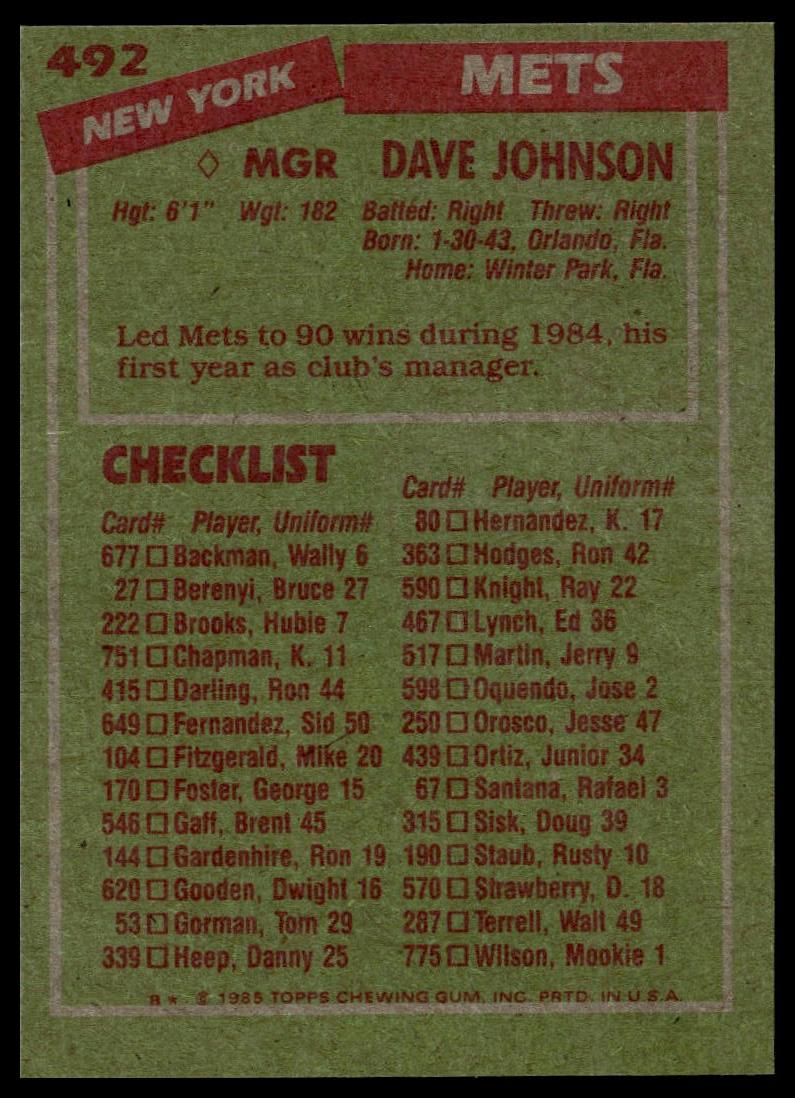 492
NEW YORK
METS
◇ MGR DAVE JOHNSON
Hgt: 6'1" Wgt: 182 Batted: Right Threw: Right
Born: 1-30-43, Orlando, Fla.
Home: Winter Park, Fla.
Led Mets to 90 wins during 1984, his
first year as club's manager.
CHECKLIST
Card# Player, Uniform#
677 □ Backman, Wally 6
27 □ Berenyi, Bruce 27
222 □ Brooks, Hubie 7
751 □ Chapman, K. 11
415 □ Darling, Ron 44
649 □ Fernandez, Sid 50
104 □ Fitzgerald, Mike 20
170 □ Foster, George 15
546 □ Gaff, Brent 45
144 □ Gardenhire, Ron 19
620 □ Gooden, Dwight 16
53 □ Gorman, Tom 29
339 □ Heep, Danny 25
Card# Player, Uniform#
80 □ Hernandez, K. 17
363 □ Hodges, Ron 42
590 □ Knight, Ray 22
467 □ Lynch, Ed 36
517 □ Martin, Jerry 9
598 □ Oquendo, Jose 2
250 □ Orosco, Jesse 47
439 □ Ortiz, Junior 34
67 □ Santana, Rafael 3
315 □ Sisk, Doug 39
190 □ Staub, Rusty 10
570 □ Strawberry, D. 18
287 □ Terrell, Walt 49
775 □ Wilson, Mookie 1
B★ © 1985 TOPPS CHEWING GUM, INC. PRTD. IN U.S.A.